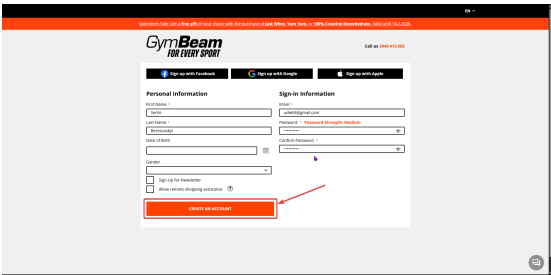 EN
Valentine's Sale: Get a free gift of your choice with the purchase of Just Whey, Yum Yum, or 100% Creatine Monohydrate. Valid until 14.2.2026.
GymBeam
FOR EVERY SPORT
Call us 0948 412 859
Sign up with Facebook
Sign up with Google
Sign up with Apple
Personal Information
First Name *
Serhii
Last Name *
Date of Birth
Gender
Sign Up for Newsletter
Allow remote shopping assistance
CREATE AN ACCOUNT
Sign-in Information
Email *
Password * Password Strength: Medium
Confirm Password *